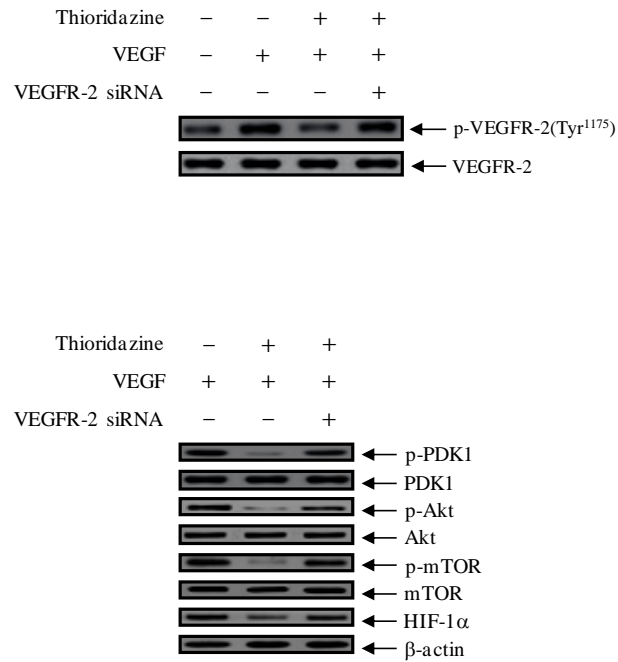 Thioridazine − − + +
VEGF − + + +
VEGFR-2 siRNA − − − +
p-VEGFR-2(Tyr¹¹⁷⁵)
VEGFR-2
Thioridazine − + +
VEGF + + +
VEGFR-2 siRNA − − +
p-PDK1
PDK1
p-Akt
Akt
p-mTOR
mTOR
HIF-1α
β-actin